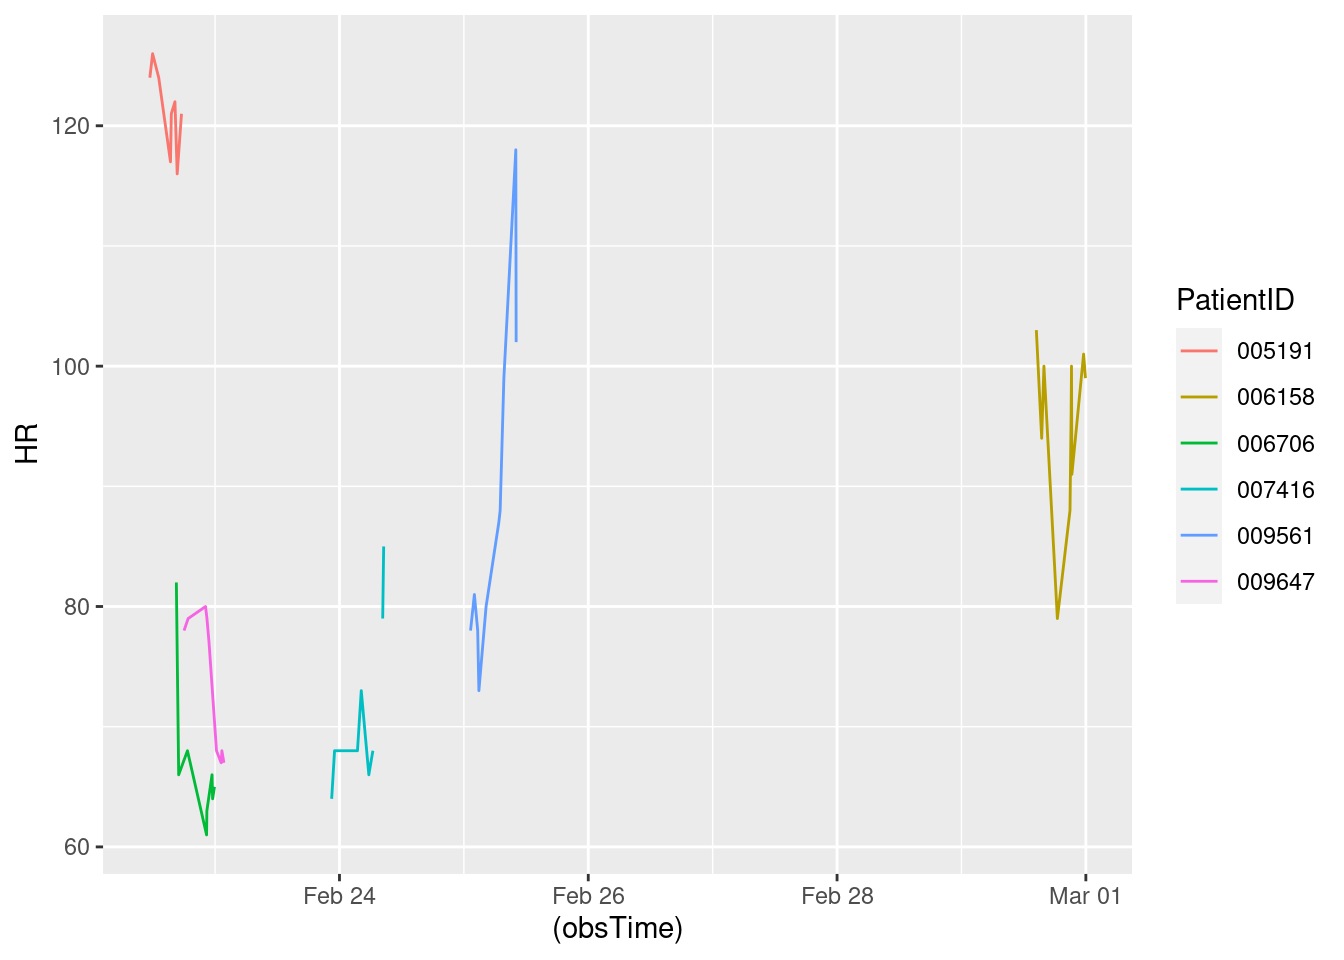 120
100
80
60
HR
Feb 24
Feb 26
Feb 28
Mar 01
(obsTime)
PatientID
005191
006158
006706
007416
009561
009647